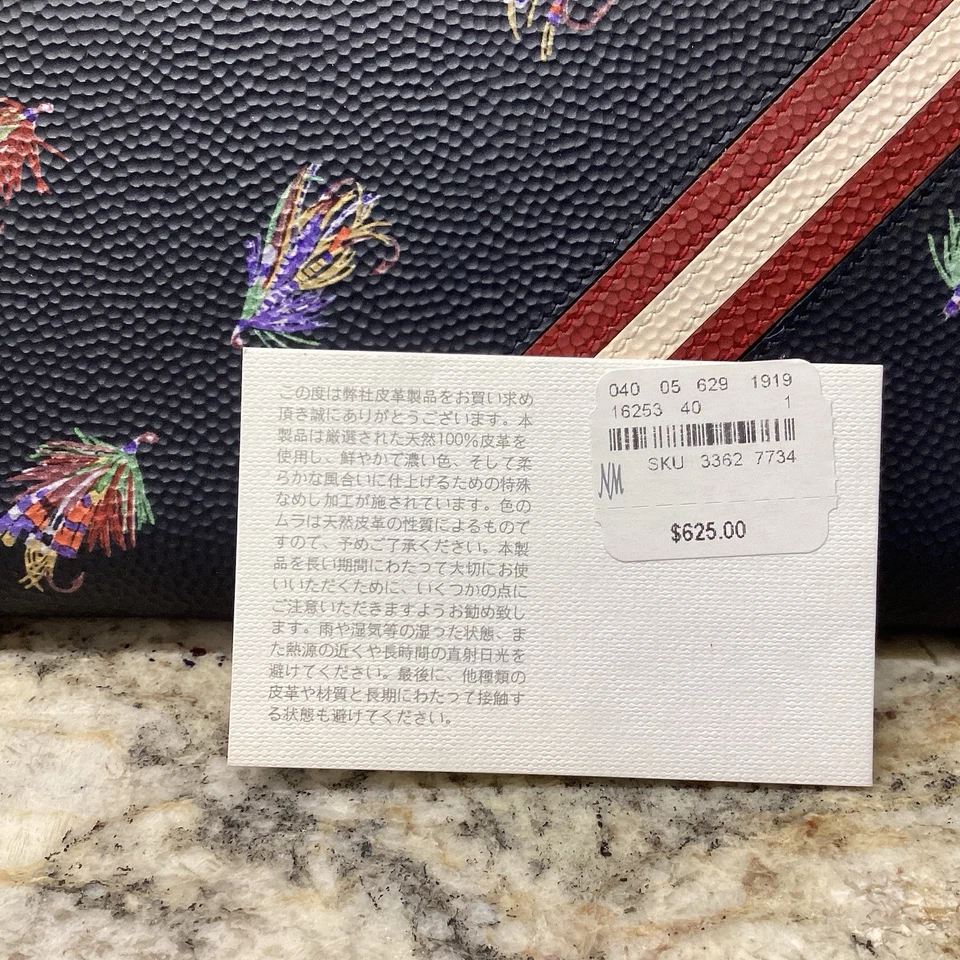 この度は弊社皮革製品をお買い求め
頂き誠にありがとうございます。本
製品は厳選された天然100%皮革を
使用し、鮮やかで濃い色、そして柔
らかな風合いに仕上げるための特殊
なめし加工が施されています。色の
ムラは天然皮革の性質によるもので
すので、予めご了承ください。本製
品を長い期間にわたって大切にお使
いいただくために、いくつかの点に
ご注意いただきますようお勧め致し
ます。雨や湿気等の湿った状態、ま
た熱源の近くや長時間の直射日光を
避けてください。最後に、他種類の
皮革や材質と長期にわたって接触す
る状態も避けてください。
040 05 629 1919
16253 40 1
SKU 3362 7734
NM
$625.00